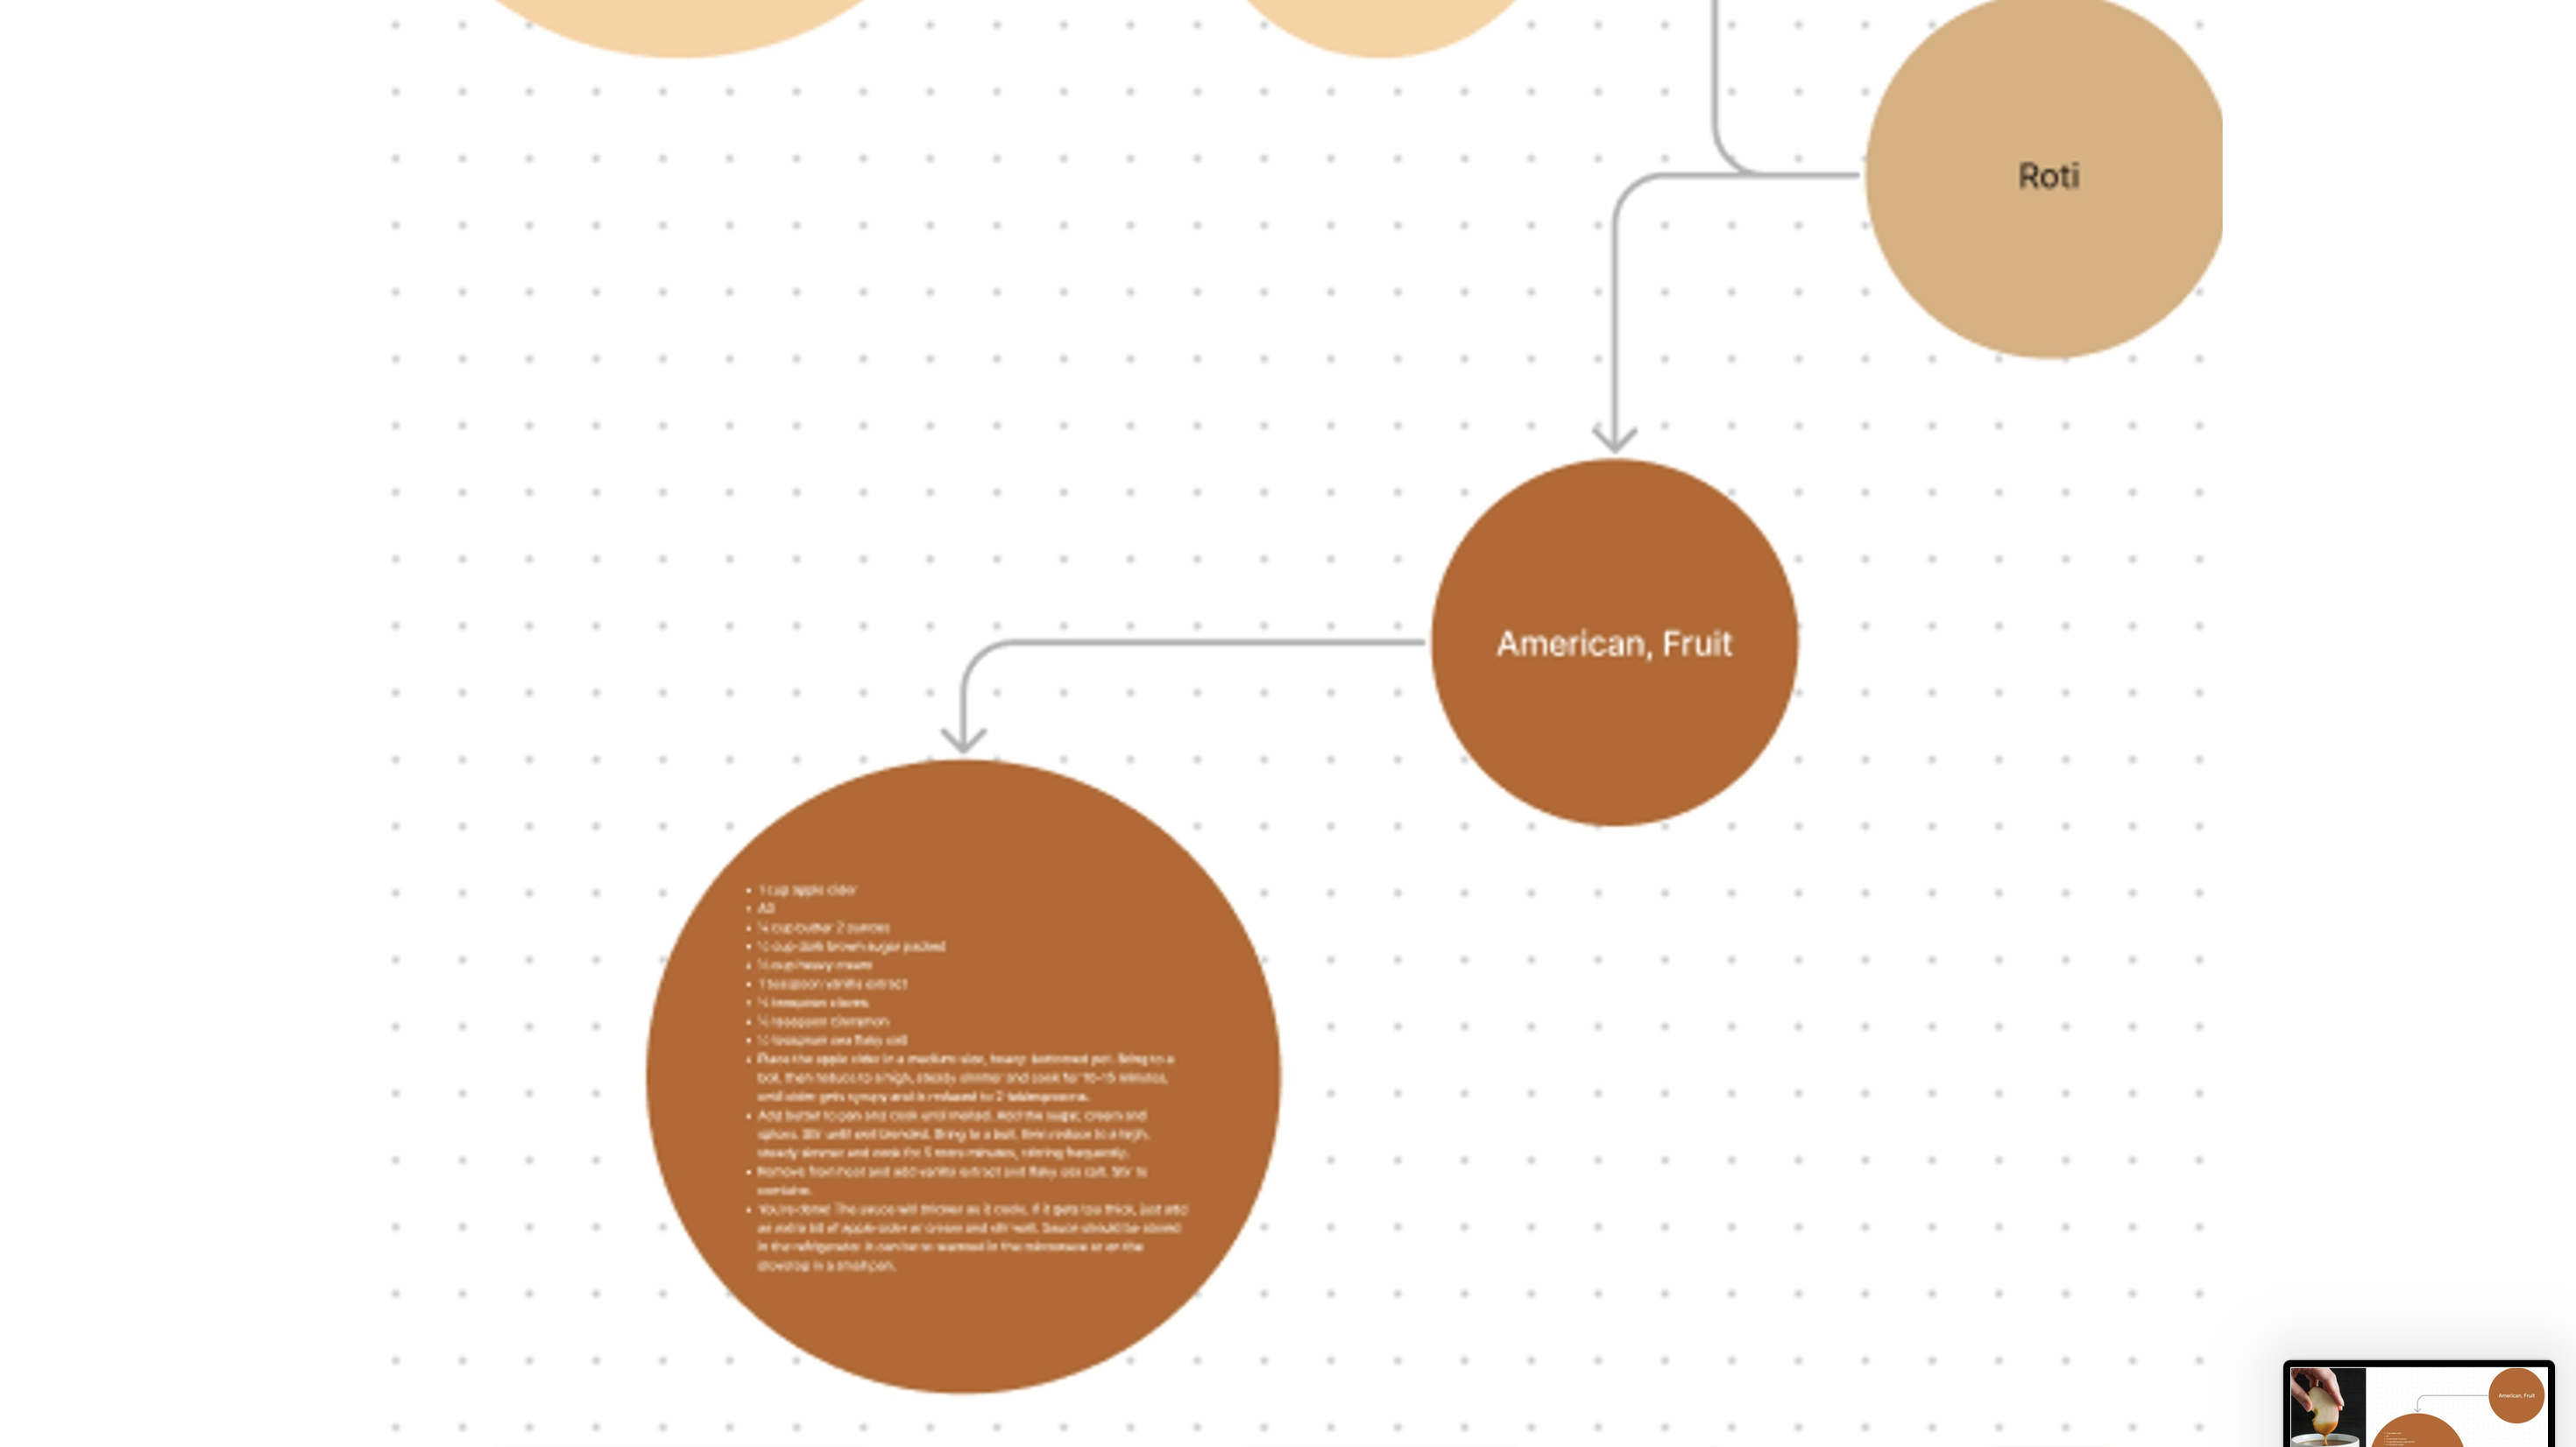 Roti
American, Fruit
• 1 cup apple cider
• All
• ¼ cup butter 2 ounces
• ½ cup dark brown sugar packed
• cup heavy cream
• 1 teaspoon vanilla extract
• teaspoon cloves
• teaspoon cinnamon
• ½ teaspoon sea flaky salt
• Place the apple cider in a medium-size, heavy-bottomed pot. Bring to a
boil, then reduce to a high, steady simmer and cook for 10-15 minutes,
until cider gets syrupy and is reduced to 2 tablespoons.
• Add butter to pan and cook until melted. Add the sugar, cream and
spices. Stir until well blended. Bring to a boil, then reduce to a high,
steady simmer and cook for 5 more minutes, stirring frequently.
• Remove from heat and add vanilla extract and flaky sea salt. Stir to
combine.
• You're done! The sauce will thicken as it cools. If it gets too thick, just add
an extra bit of apple cider or cream and stir well. Sauce should be stored
in the refrigerator. It can be re-warmed in the microwave or on the
stovetop in a small pan.
American, Fruit